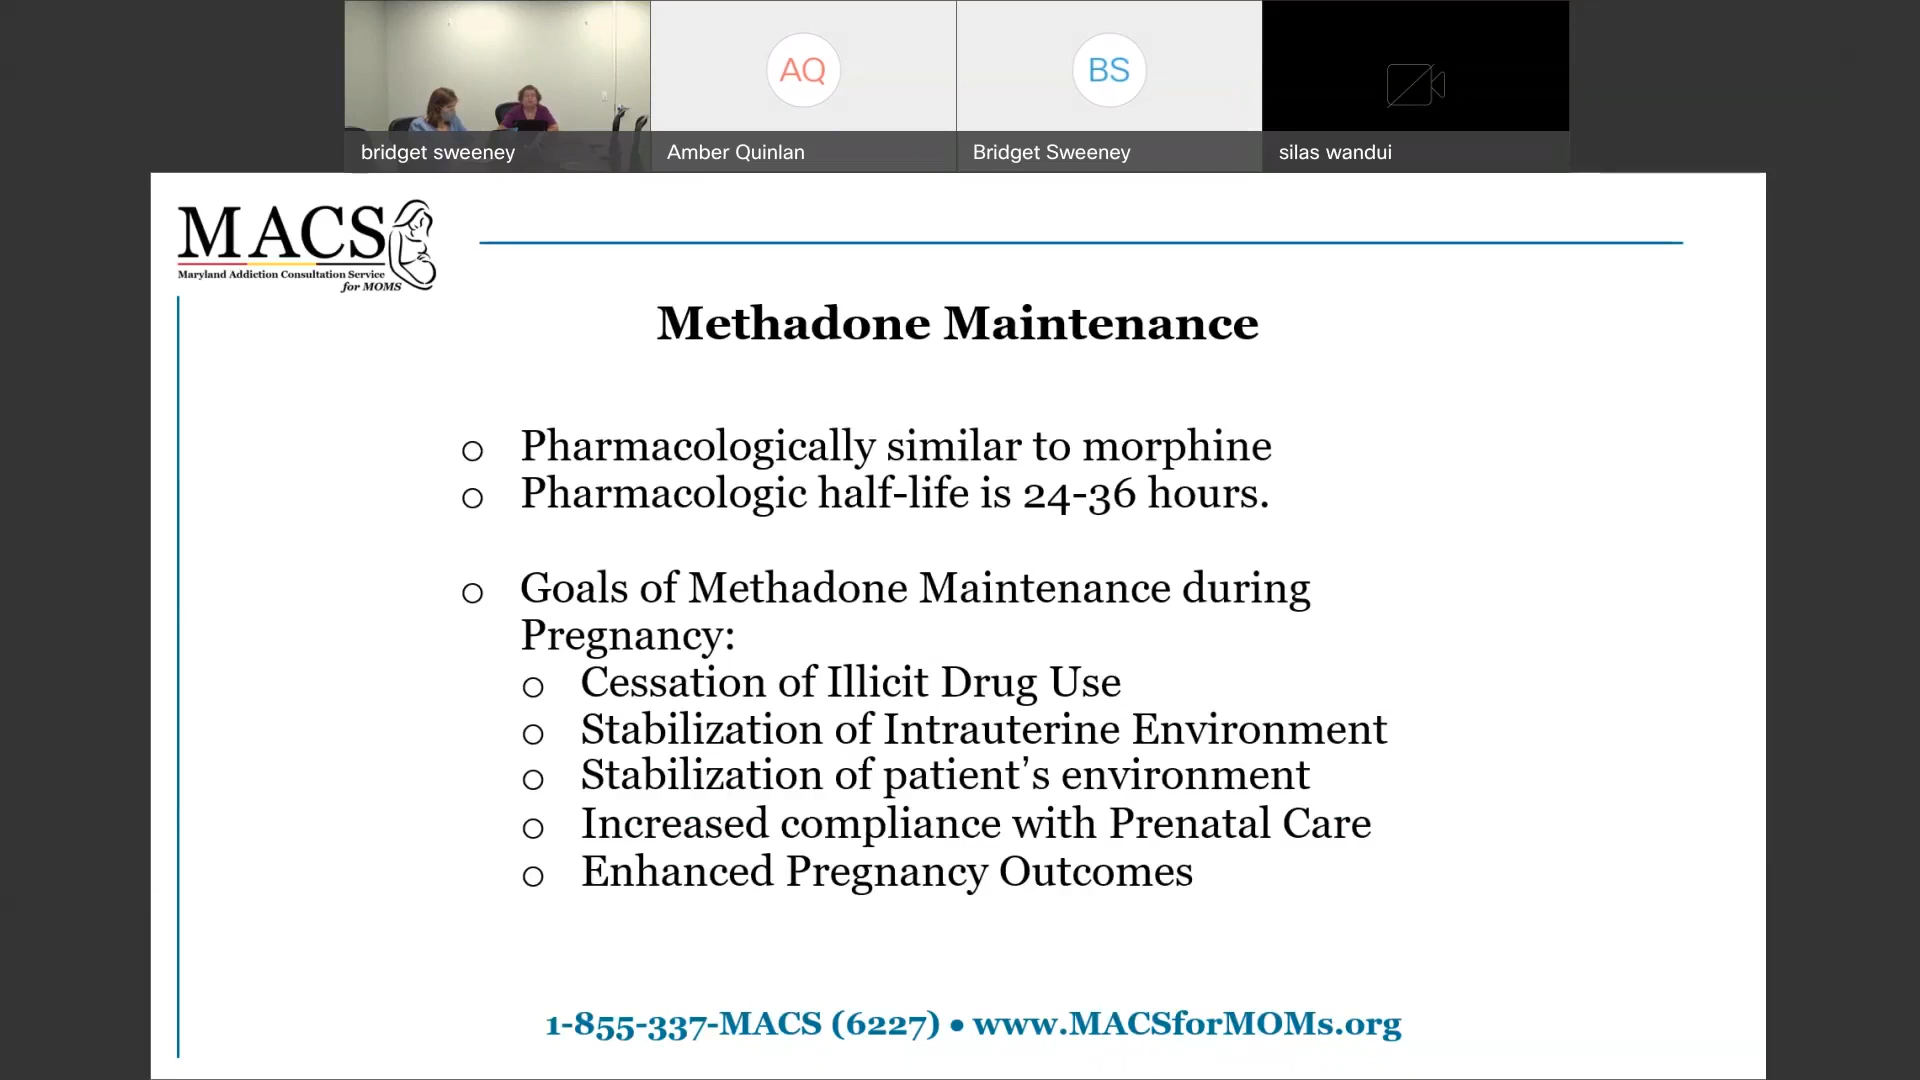 AQ
BS
bridget sweeney
Amber Quinlan
Bridget Sweeney
silas wandui
MACS
Maryland Addiction Consultation Service
for MOMS
Methadone Maintenance
o Pharmacologically similar to morphine
o Pharmacologic half-life is 24-36 hours.
o Goals of Methadone Maintenance during
Pregnancy:
o Cessation of Illicit Drug Use
o Stabilization of Intrauterine Environment
o Stabilization of patient’s environment
o Increased compliance with Prenatal Care
o Enhanced Pregnancy Outcomes
1-855-337-MACS (6227) • www.MACSforMOMs.org